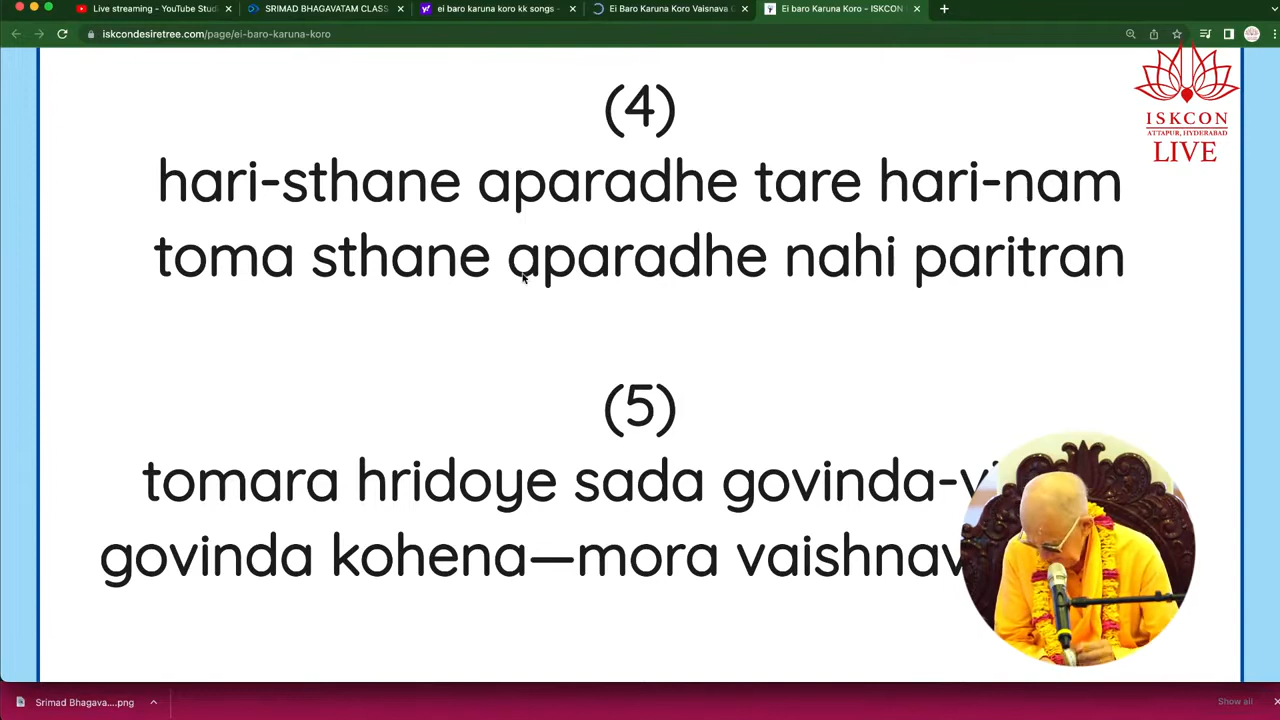 Live streaming - YouTube Stud
SRIMAD BHAGAVATAM CLASS
ei baro karuna koro kk songs -
Ei Baro Karuna Koro Vaisnava
Ei baro Karuna Koro – ISKCON
iskcondesiretree.com/page/ei-baro-karuna-koro
ISKCON
ATTAPUR, HYDERABAD
LIVE
(4)
hari-sthane aparadhe tare hari-nam
toma sthane aparadhe nahi paritran
(5)
tomara hridoye sada govinda-
govinda kohena—mora vaishnav
Srimad Bhagava....png
Show all